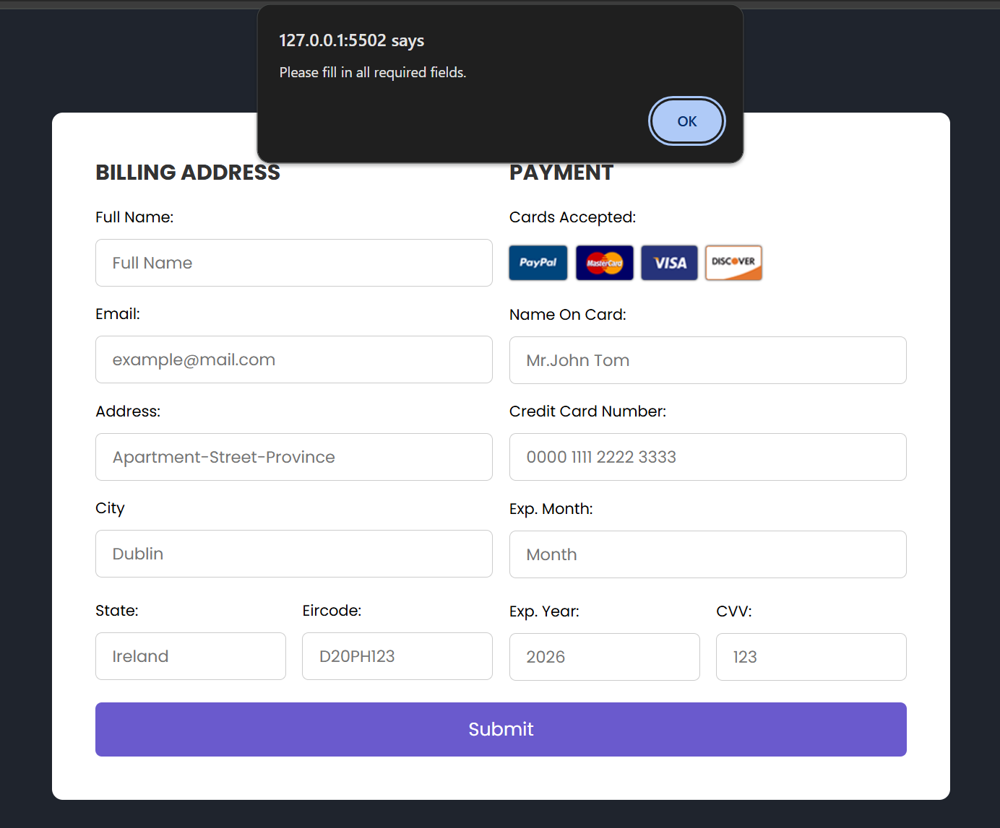 127.0.0.1:5502 says
Please fill in all required fields.
OK
BILLING ADDRESS
Full Name:
Full Name
Email:
example@mail.com
Address:
Apartment-Street-Province
City
Dublin
State:
Ireland
Eircode:
D20PH123
PAYMENT
Cards Accepted:
PayPal MasterCard VISA DISCOVER
Name On Card:
Mr.John Tom
Credit Card Number:
0000 1111 2222 3333
Exp. Month:
Month
Exp. Year:
2026
CVV:
123
Submit